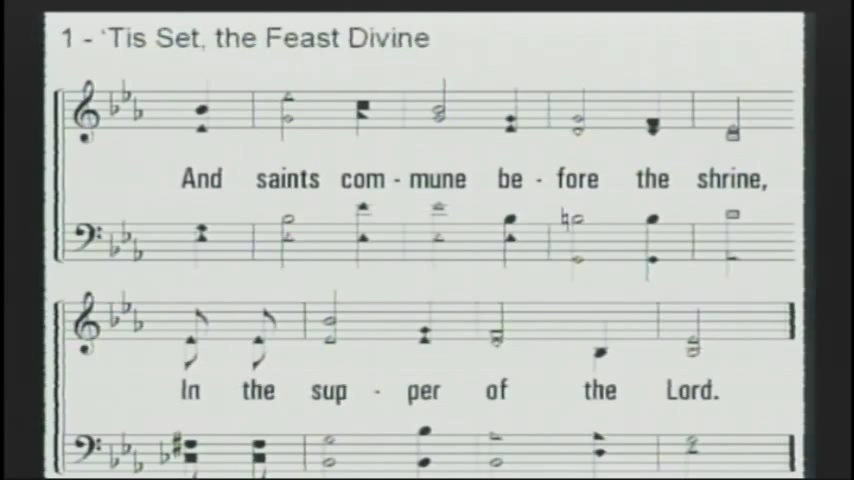 1 - 'Tis Set, the Feast Divine
And saints com - mune be - fore the shrine,
In the sup - per of the Lord.